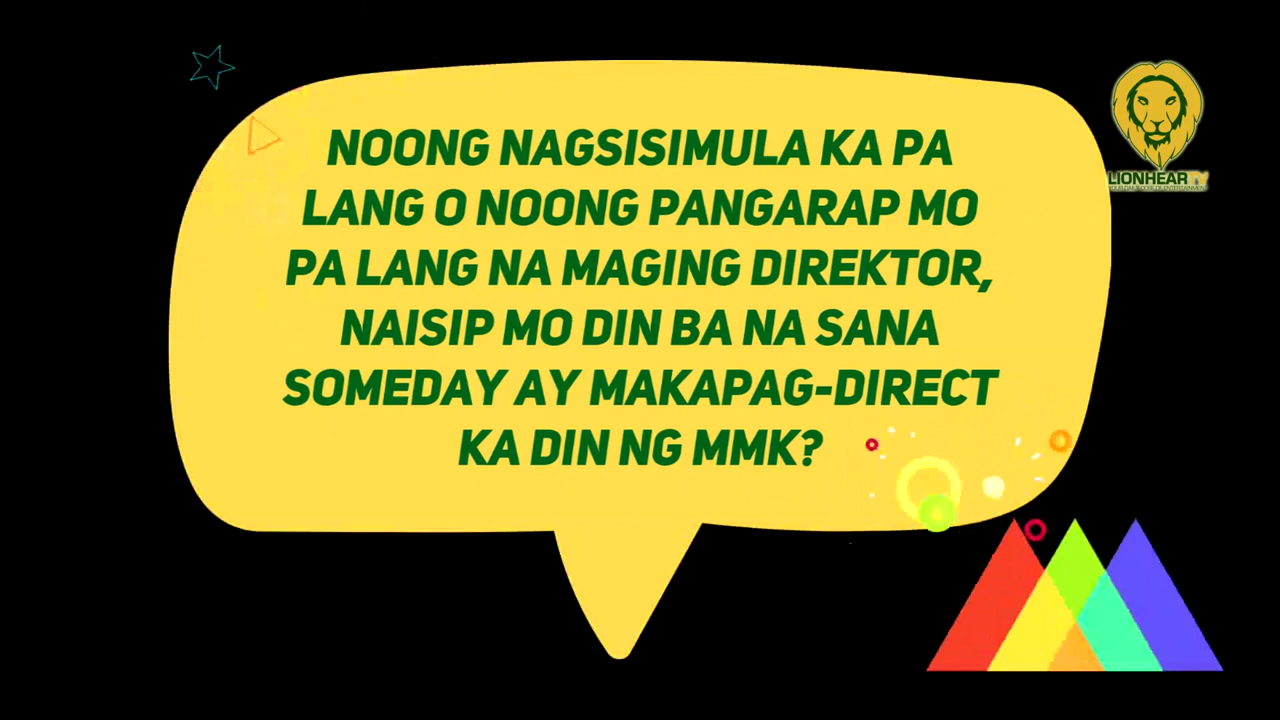 NOONG NAGSISIMULA KA PA
LANG O NOONG PANGARAP MO
PA LANG NA MAGING DIREKTOR,
NAISIP MO DIN BA NA SANA
SOMEDAY AY MAKAPAG-DIRECT
KA DIN NG MMK?
LIONHEARTV